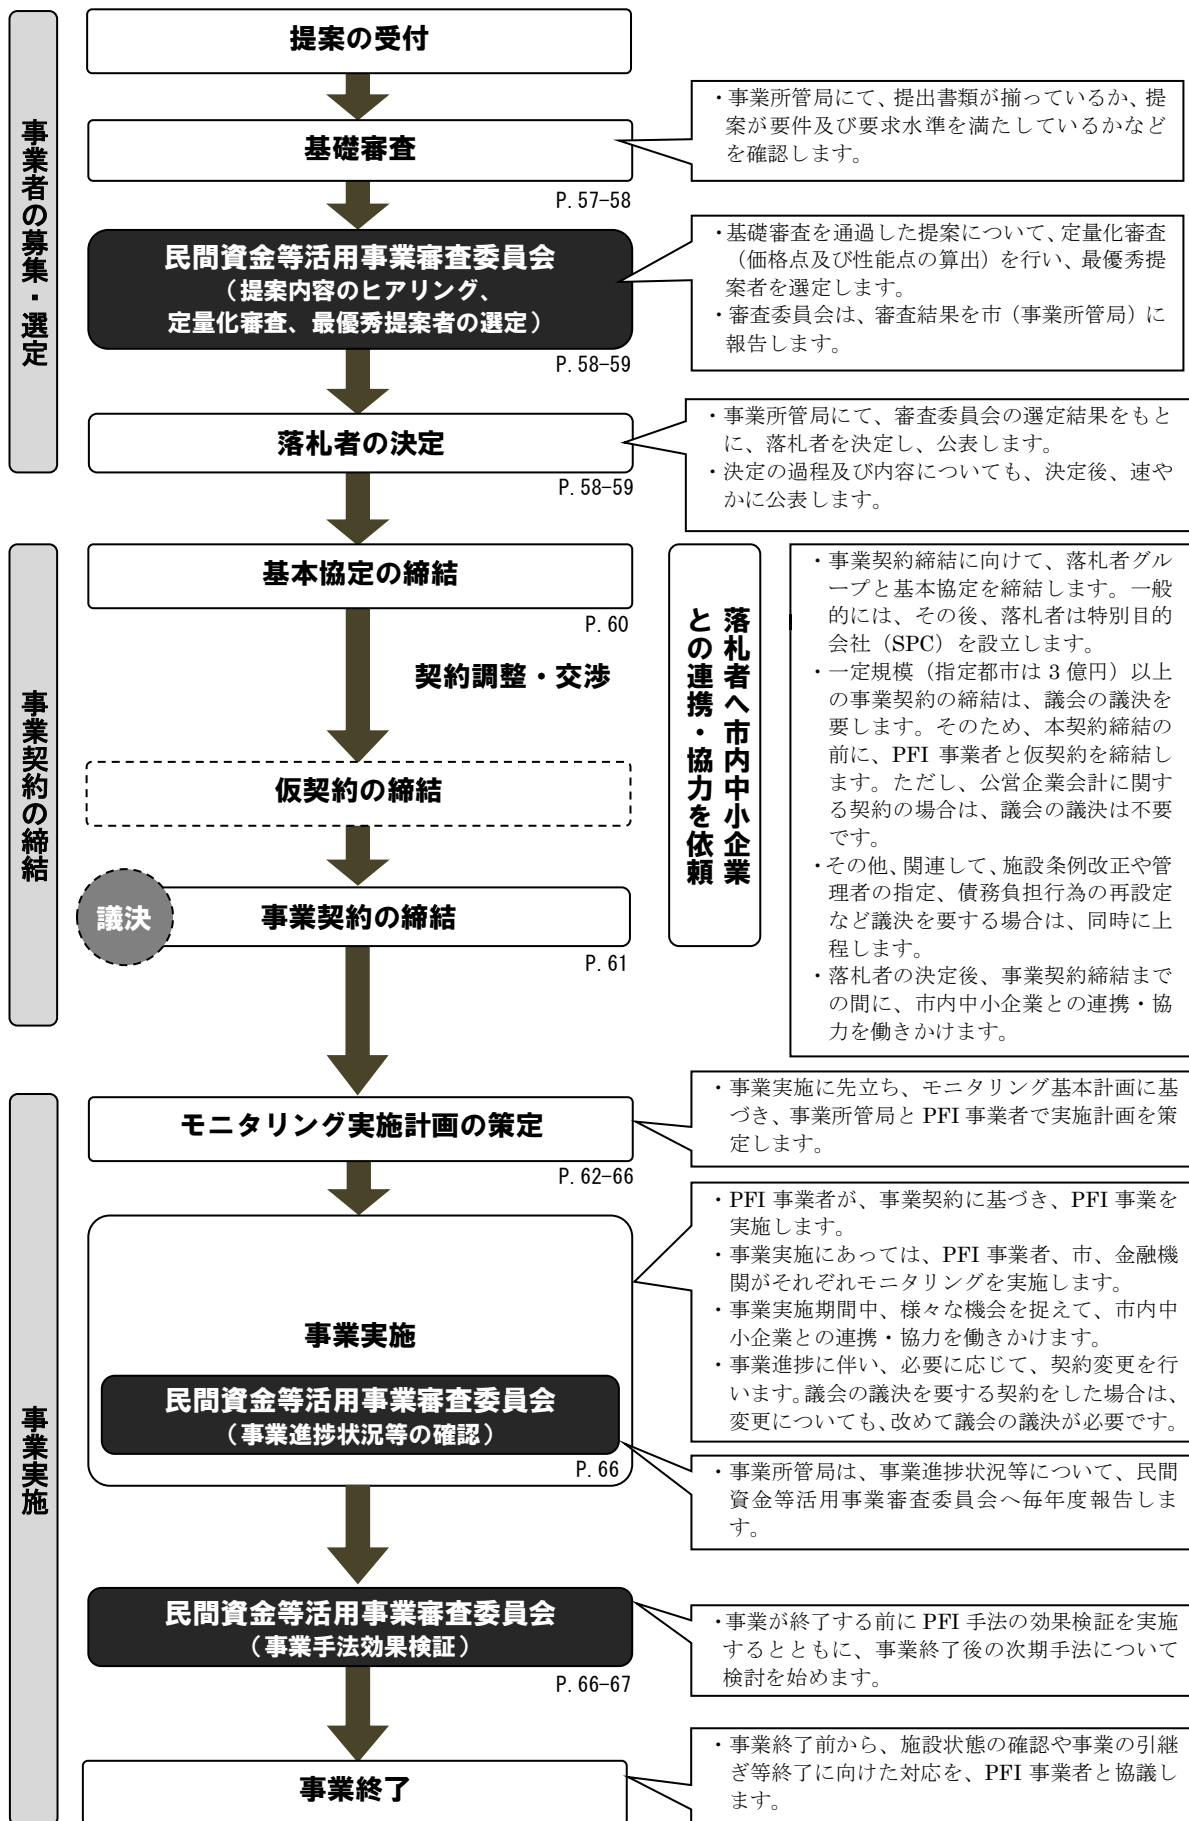 事業者の募集・選定
提案の受付
基礎審査
P. 57-58
・事業所管局にて、提出書類が揃っているか、提
案が要件及び要求水準を満たしているかなど
を確認します。
民間資金等活用事業審査委員会
（提案内容のヒアリング、
定量化審査、最優秀提案者の選定）
P. 58-59
・基礎審査を通過した提案について、定量化審査
（価格点及び性能点の算出）を行い、最優秀提
案者を選定します。
・審査委員会は、審査結果を市（事業所管局）に
報告します。
落札者の決定
P. 58-59
・事業所管局にて、審査委員会の選定結果をもと
に、落札者を決定し、公表します。
・決定の過程及び内容についても、決定後、速や
かに公表します。
事業契約の締結
基本協定の締結
P. 60
契約調整・交渉
仮契約の締結
議決
事業契約の締結
P. 61
落札者へ市内中小企業
との連携・協力を依頼
・事業契約締結に向けて、落札者グル
ープと基本協定を締結します。一般
的には、その後、落札者は特別目的
会社（SPC）を設立します。
・一定規模（指定都市は 3 億円）以上
の事業契約の締結は、議会の議決を
要します。そのため、本契約締結の
前に、PFI 事業者と仮契約を締結し
ます。ただし、公営企業会計に関す
る契約の場合は、議会の議決は不要
です。
・その他、関連して、施設条例改正や管
理者の指定、債務負担行為の再設定
など議決を要する場合は、同時に上
程します。
・落札者の決定後、事業契約締結まで
の間に、市内中小企業との連携・協
力を働きかけます。
事業実施
モニタリング実施計画の策定
P. 62-66
・事業実施に先立ち、モニタリング基本計画に基
づき、事業所管局と PFI 事業者で実施計画を策
定します。
事業実施
民間資金等活用事業審査委員会
（事業進捗状況等の確認）
P. 66
・PFI 事業者が、事業契約に基づき、PFI 事業を
実施します。
・事業実施にあっては、PFI 事業者、市、金融機
関がそれぞれモニタリングを実施します。
・事業実施期間中、様々な機会を捉えて、市内中
小企業との連携・協力を働きかけます。
・事業進捗に伴い、必要に応じて、契約変更を行
います。議会の議決を要する契約をした場合は、
変更についても、改めて議会の議決が必要です。
・事業所管局は、事業進捗状況等について、民間
資金等活用事業審査委員会へ毎年度報告しま
す。
民間資金等活用事業審査委員会
（事業手法効果検証）
P. 66-67
・事業が終了する前に PFI 手法の効果検証を実施
するとともに、事業終了後の次期手法について
検討を始めます。
事業終了
・事業終了前から、施設状態の確認や事業の引継
ぎ等終了に向けた対応を、PFI 事業者と協議し
ます。